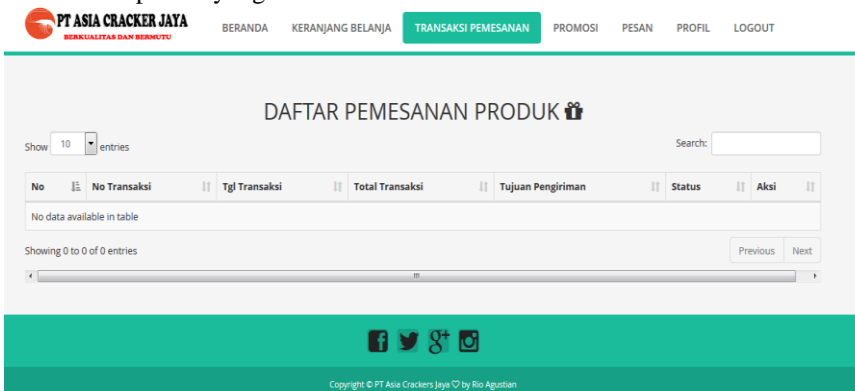 PT ASIA CRACKER JAYA
BERKUALITAS DAN BERMUTU
BERANDA KERANJANG BELANJA TRANSAKSI PEMESANAN PROMOSI PESAN PROFIL LOGOUT
DAFTAR PEMESANAN PRODUK
Show 10 entries Search:
No No Transaksi Tgl Transaksi Total Transaksi Tujuan Pengiriman Status Aksi
No data available in table
Showing 0 to 0 of 0 entries Previous Next
Copyright © PT Asia Crackers Jaya ♡ by Rio Agustian